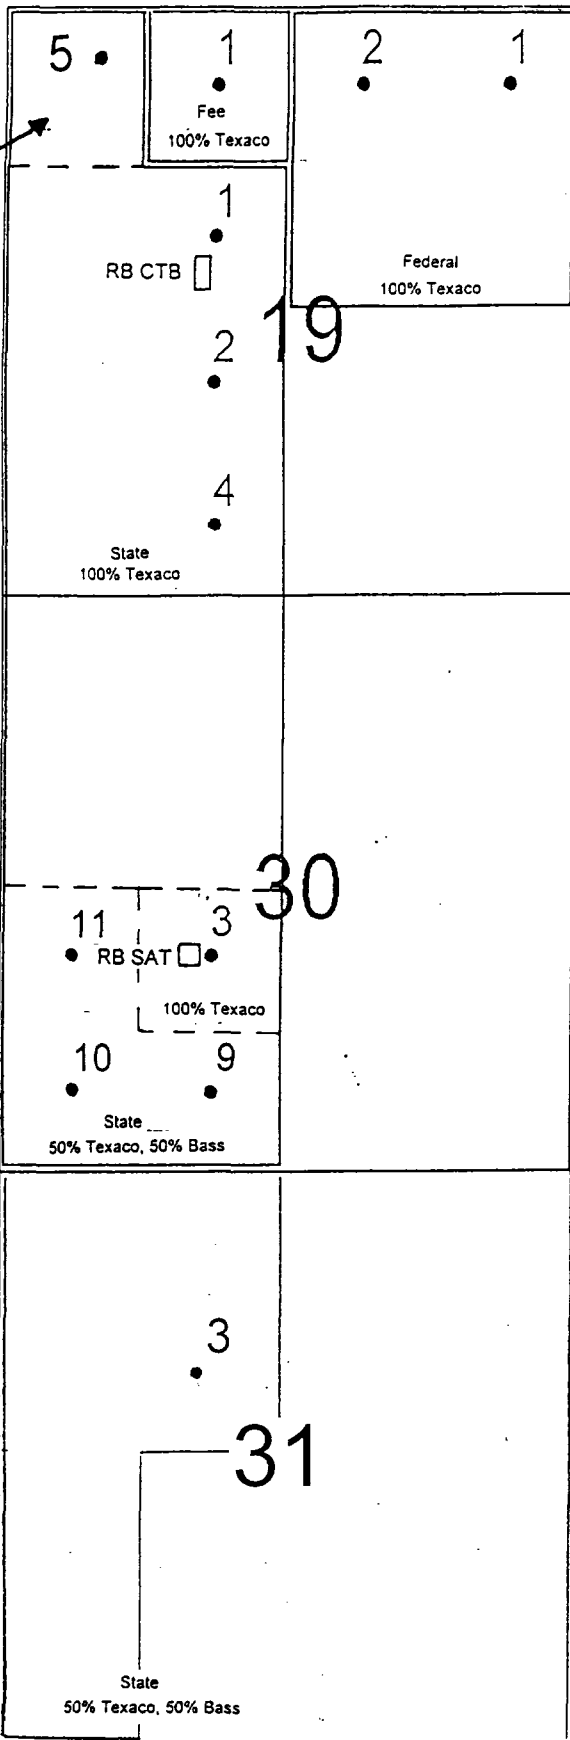 5
1
2
1
Fee
100% Texaco
1
RB CTB
Federal
100% Texaco
19
2
4
State
100% Texaco
30
11
3
RB SAT
100% Texaco
10
9
State
50% Texaco, 50% Bass
3
31
State
50% Texaco, 50% Bass